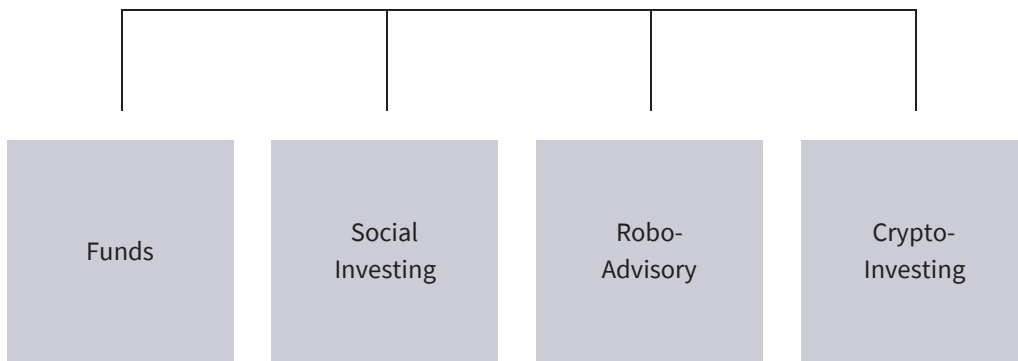 Funds
Social
Investing
Robo-
Advisory
Crypto-
Investing